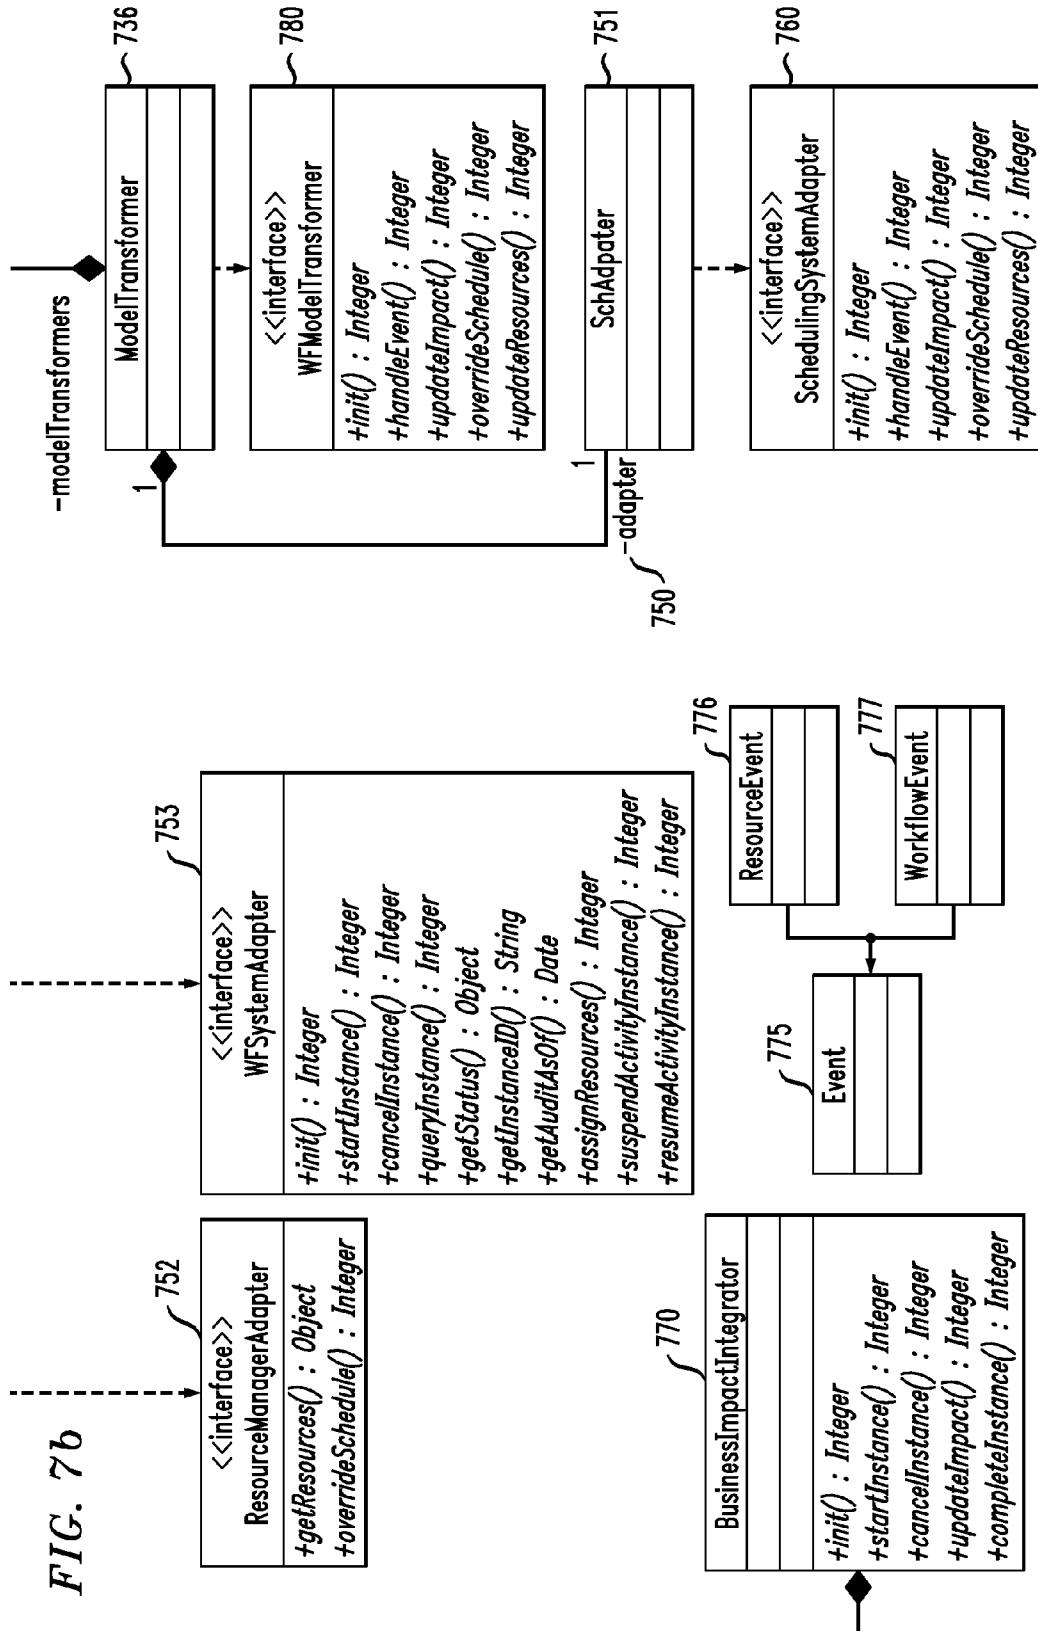 FIG. 7b
752
<<interface>>
ResourceManagerAdapter
+getResources() : Object
+overrideSchedule() : Integer
753
<<interface>>
WFSystemAdapter
+init() : Integer
+startInstance() : Integer
+cancelInstance() : Integer
+queryInstance() : Integer
+getStatus() : Object
+getInstanceID() : String
+getAuditAsOf() : Date
+assignResources() : Integer
+suspendActivityInstance() : Integer
+resumeActivityInstance() : Integer
-modelTransformers
736
ModelTransformer
1
780
<<interface>>
WFModelTransformer
+init() : Integer
+handleEvent() : Integer
+updateImpact() : Integer
+overrideSchedule() : Integer
+updateResources() : Integer
751
SchAdpater
1
-adapter
750
760
<<interface>>
SchedulingSystemAdapter
+init() : Integer
+handleEvent() : Integer
+updateImpact() : Integer
+overrideSchedule() : Integer
+updateResources() : Integer
770
BusinessImpactIntegrator
+init() : Integer
+startInstance() : Integer
+cancelInstance() : Integer
+updateImpact() : Integer
+completeInstance() : Integer
775
Event
776
ResourceEvent
777
WorkflowEvent